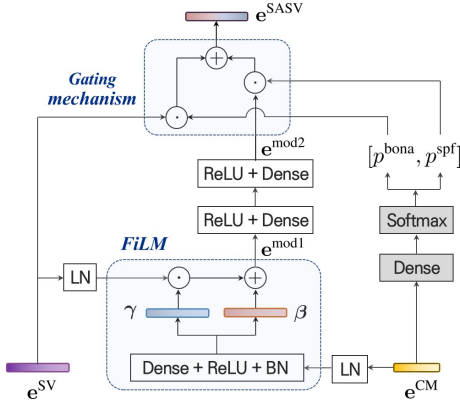 e^SASV
Gating
mechanism
e^mod2
[p^bona, p^spf]
ReLU + Dense
Softmax
ReLU + Dense
FiLM
e^mod1
Dense
LN
γ
β
Dense + ReLU + BN
LN
e^SV
e^CM